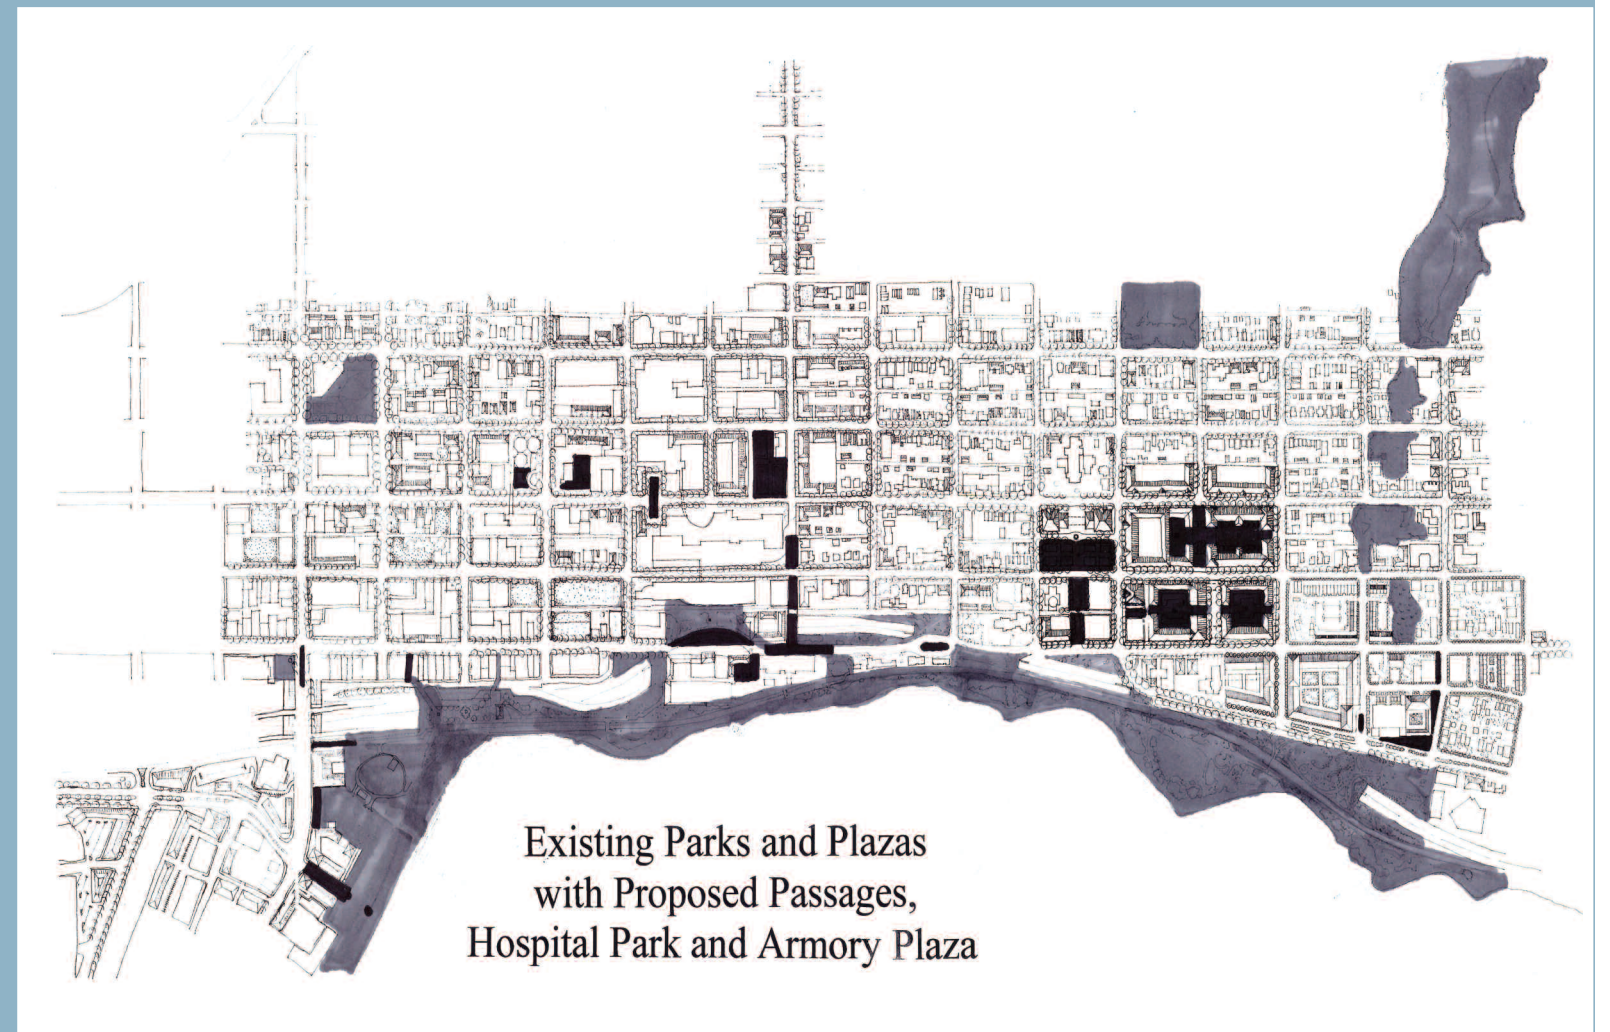 Existing Parks and Plazas
with Proposed Passages,
Hospital Park and Armory Plaza